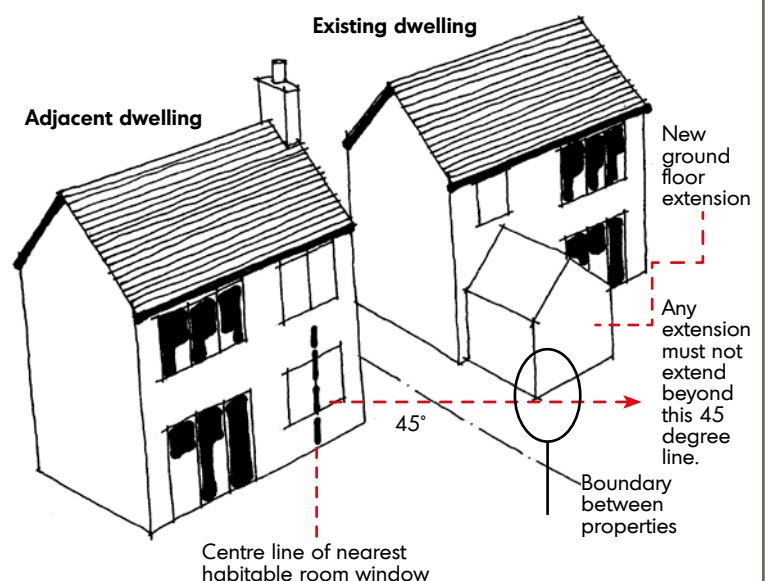 Existing dwelling
Adjacent dwelling
New
ground
floor
extension
Any
extension
must not
extend
beyond
this 45
degree
line.
45°
Boundary
between
properties
Centre line of nearest
habitable room window